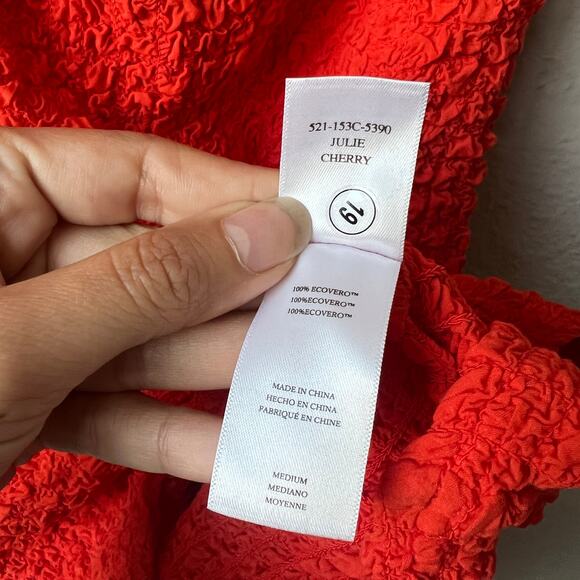 521-153C-5390
JULIE
CHERRY
19
100% ECOVERO™
100%ECOVERO™
100%ECOVERO™
MADE IN CHINA
HECHO EN CHINA
FABRIQUÉ EN CHINE
MEDIUM
MEDIANO
MOYENNE